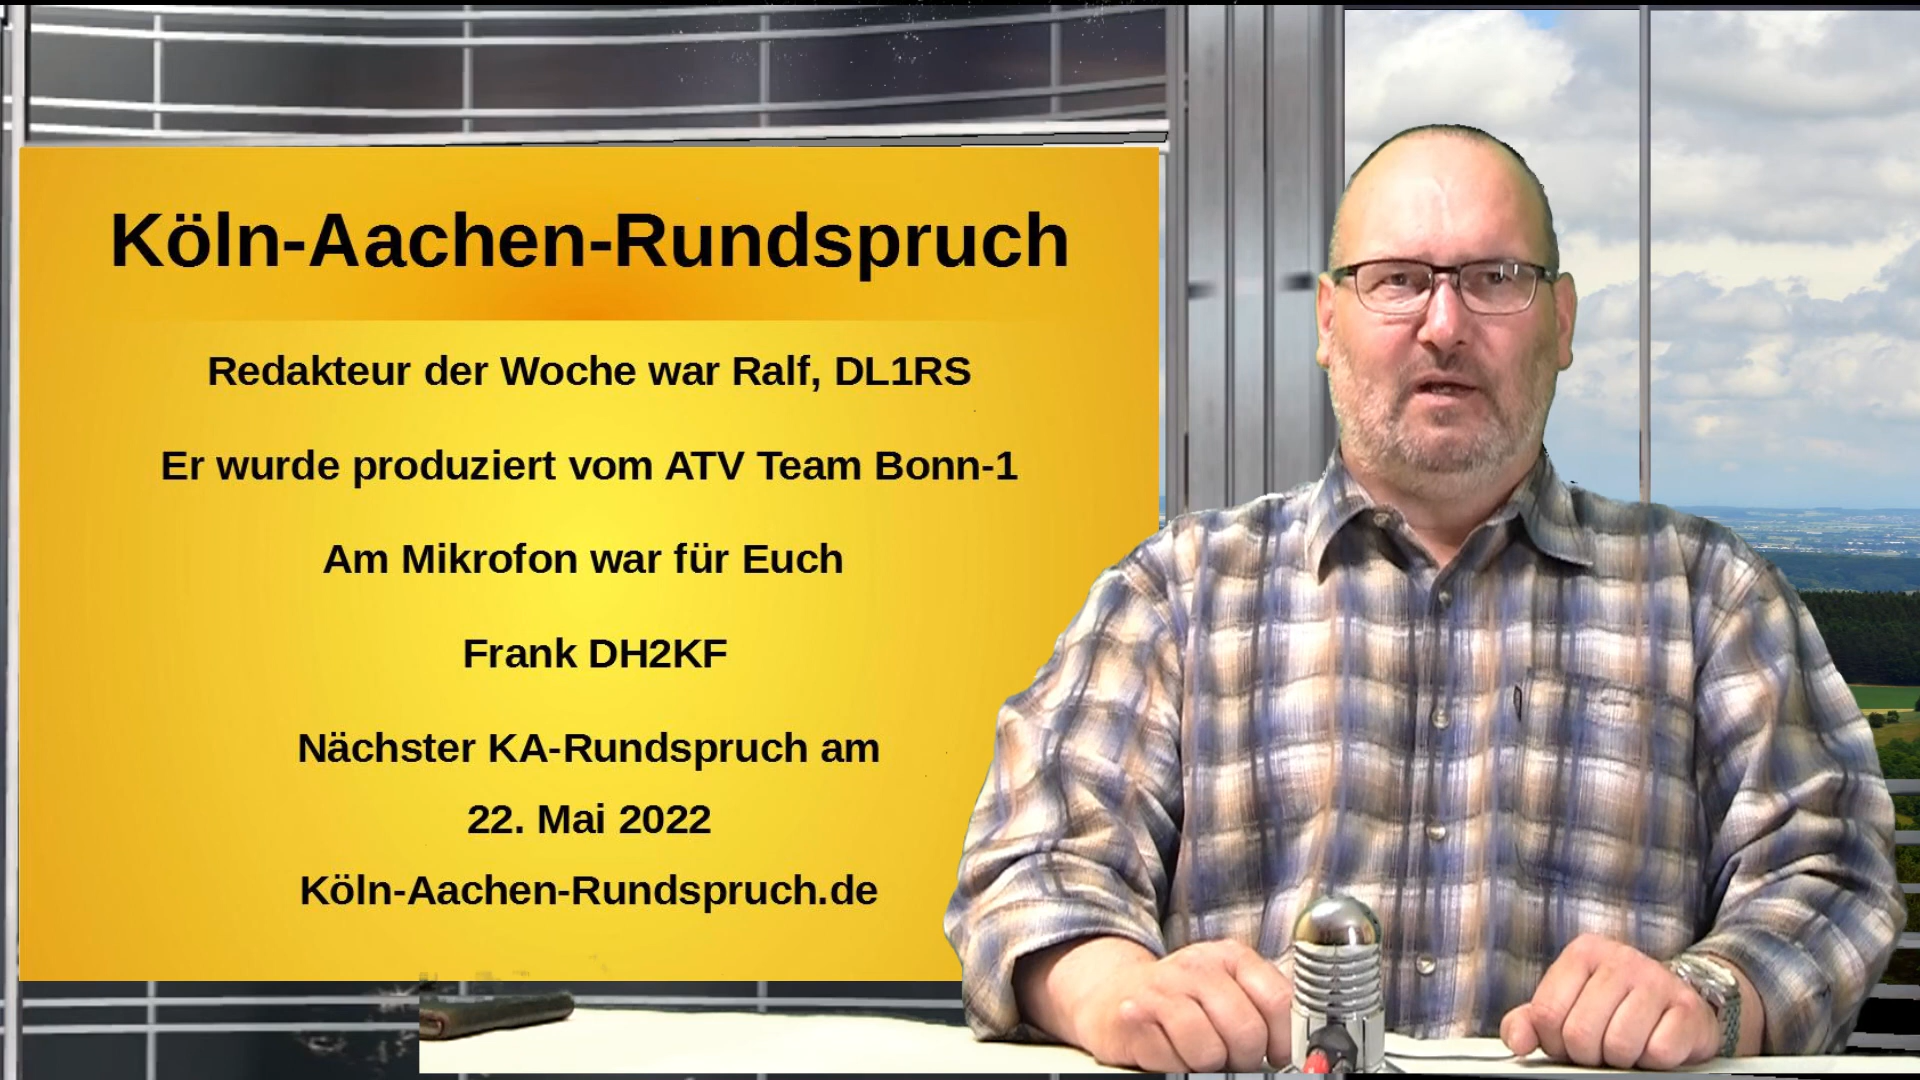 Köln-Aachen-Rundspruch
Redakteur der Woche war Ralf, DL1RS
Er wurde produziert vom ATV Team Bonn-1
Am Mikrofon war für Euch
Frank DH2KF
Nächster KA-Rundspruch am
22. Mai 2022
Köln-Aachen-Rundspruch.de